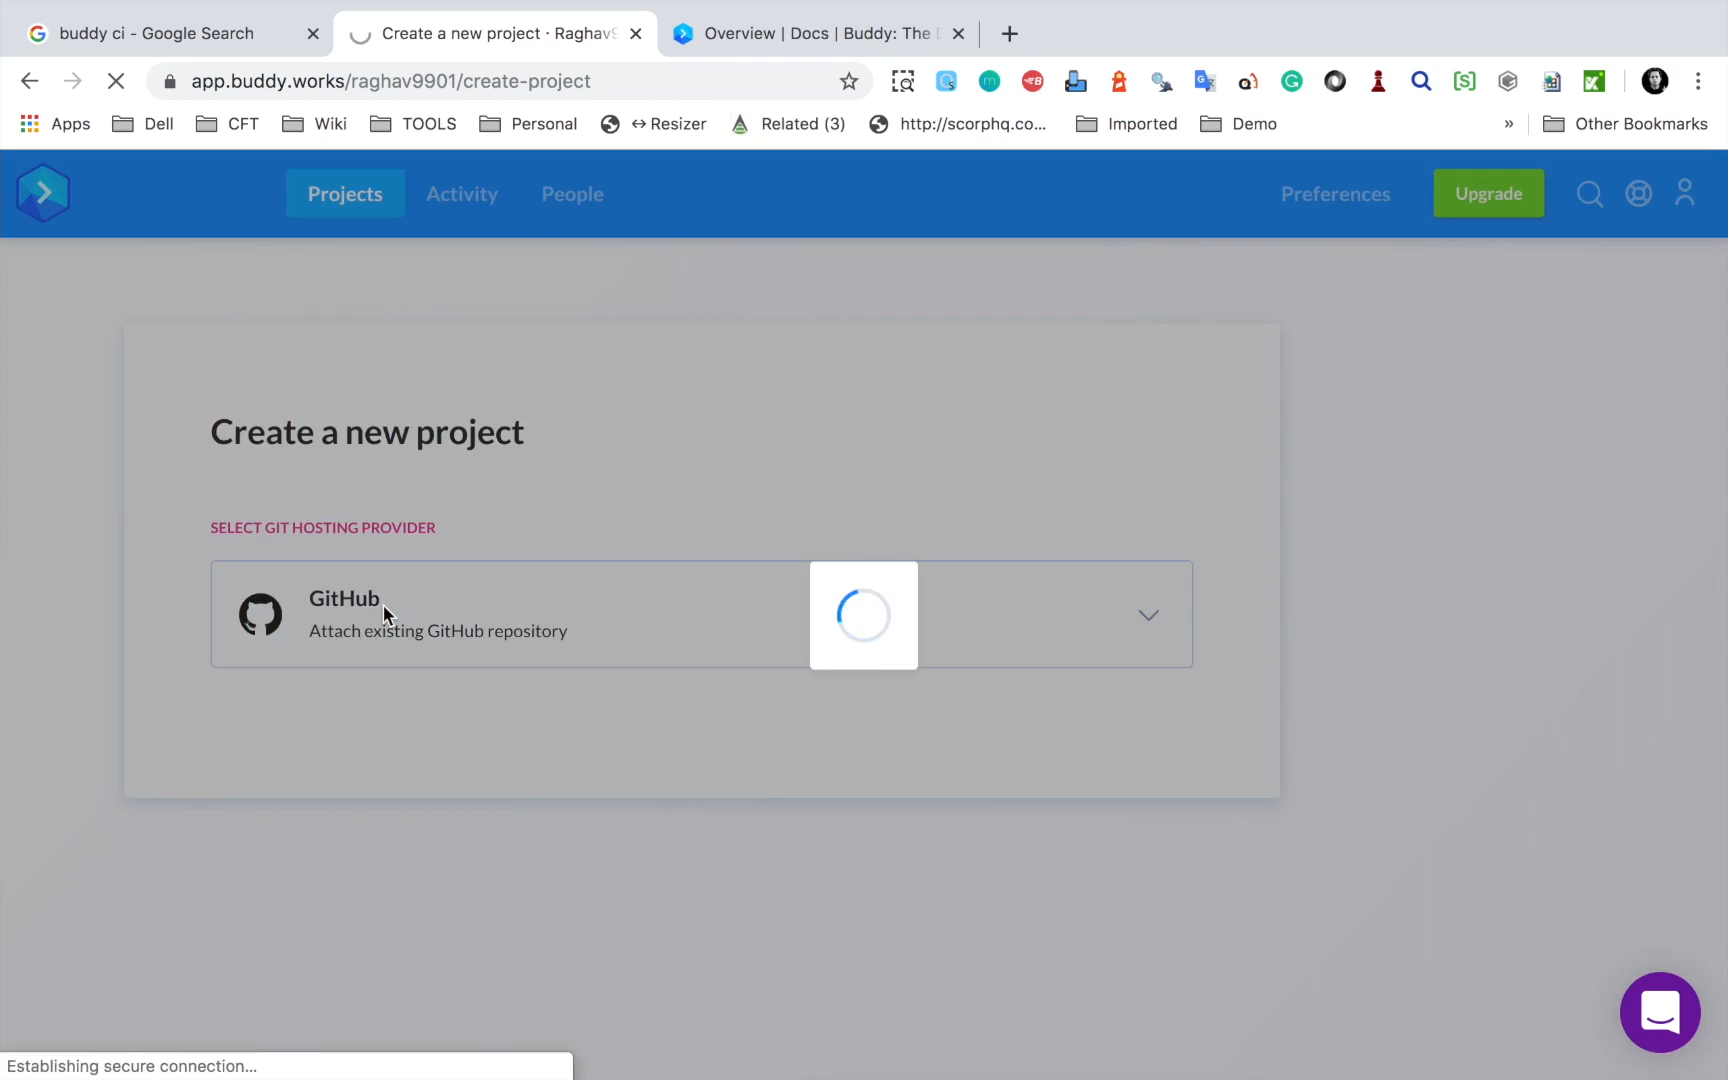 buddy ci - Google Search
Create a new project · Raghav9
Overview | Docs | Buddy: The D
app.buddy.works/raghav9901/create-project
Apps
Dell
CFT
Wiki
TOOLS
Personal
↔ Resizer
Related (3)
http://scorphq.co...
Imported
Demo
»
Other Bookmarks
Projects
Activity
People
Preferences
Upgrade
Create a new project
SELECT GIT HOSTING PROVIDER
GitHub
Attach existing GitHub repository
Establishing secure connection...